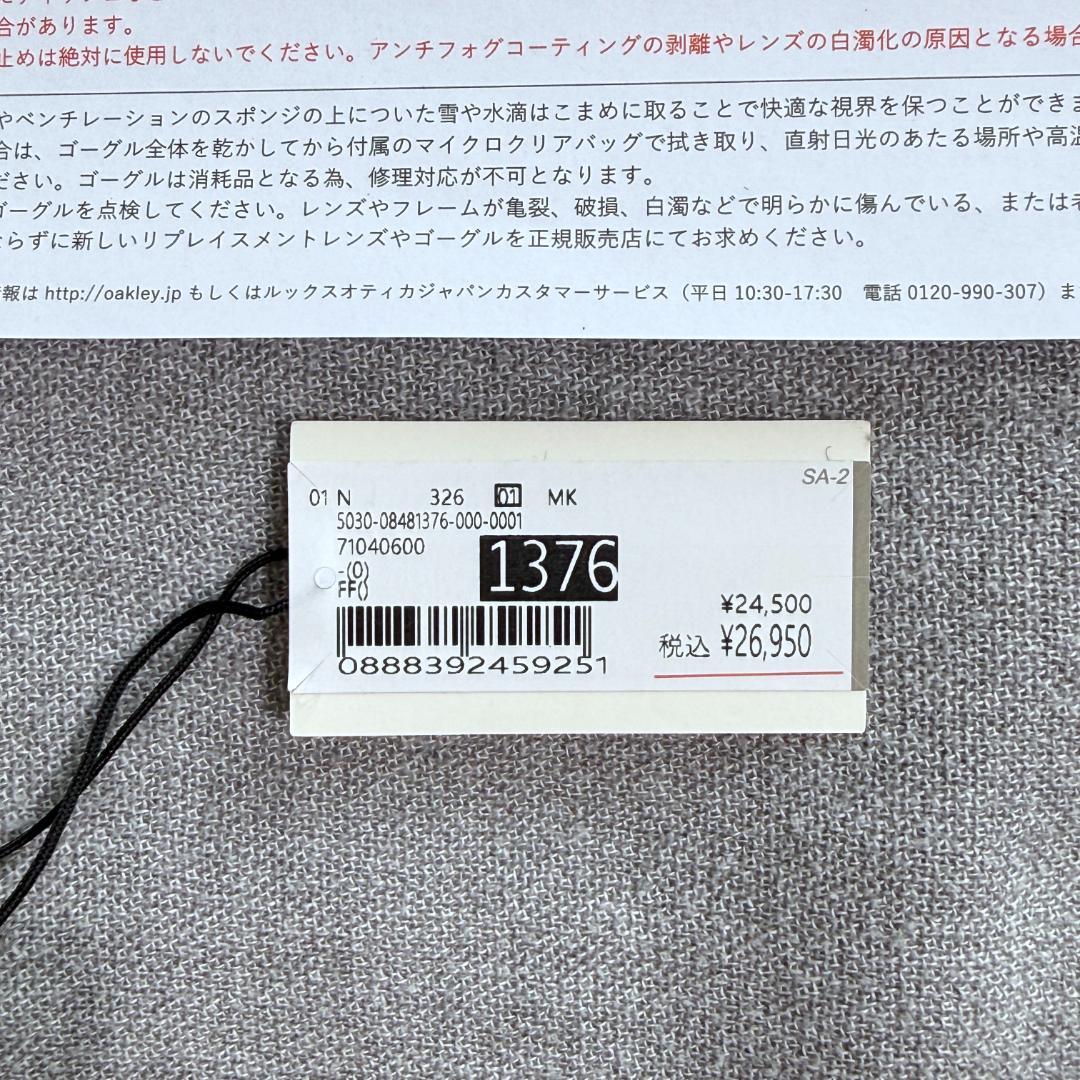 合があります。
止めは絶対に使用しないでください。アンチフォグコーティングの剥離やレンズの白濁化の原因となる場合
やベンチレーションのスポンジの上についた雪や水滴はこまめに取ることで快適な視界を保つことができま
合は、ゴーグル全体を乾かしてから付属のマイクロクリアバッグで拭き取り、直射日光のあたる場所や高温
ださい。ゴーグルは消耗品となる為、修理対応が不可となります。
ゴーグルを点検してください。レンズやフレームが亀裂、破損、白濁などで明らかに傷んでいる、または
ならずに新しいリプレイスメントレンズやゴーグルを正規販売店にてお求めください。
情報は http://oakley.jp もしくはルックスオティカジャパンカスタマーサービス（平日 10:30-17:30　電話 0120-990-307）ま
SA-2
01 N 326 01 MK
5030-08481376-000-0001
71040600
1376
-(0)
FF()
¥24,500
税込 ¥26,950
0888392459251